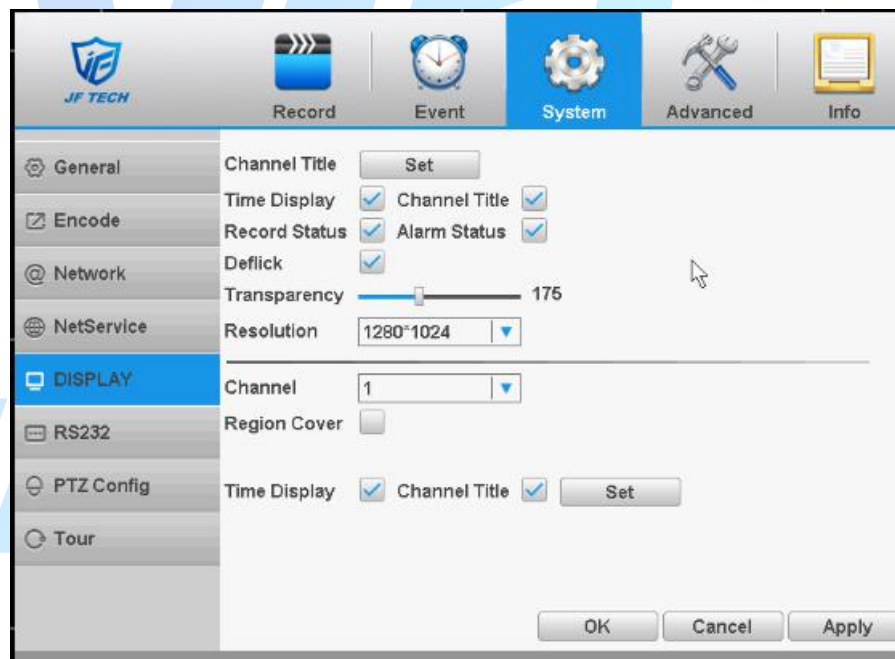 JF TECH
Record Event System Advanced Info
General
Encode
Network
NetService
DISPLAY
RS232
PTZ Config
Tour
Channel Title Set
Time Display Channel Title
Record Status Alarm Status
Deflick
Transparency 175
Resolution 1280*1024
Channel 1
Region Cover
Time Display Channel Title Set
OK Cancel Apply